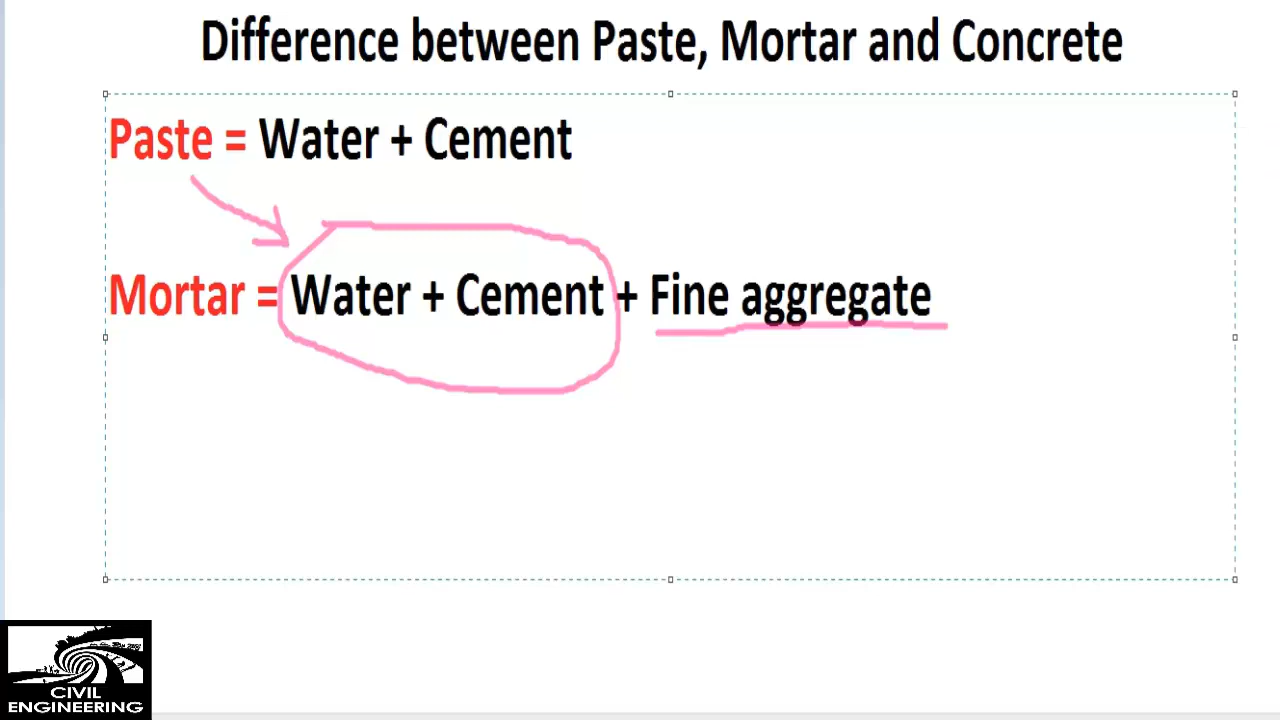 Difference between Paste, Mortar and Concrete
Paste = Water + Cement
Mortar = Water + Cement + Fine aggregate
CIVIL
ENGINEERING